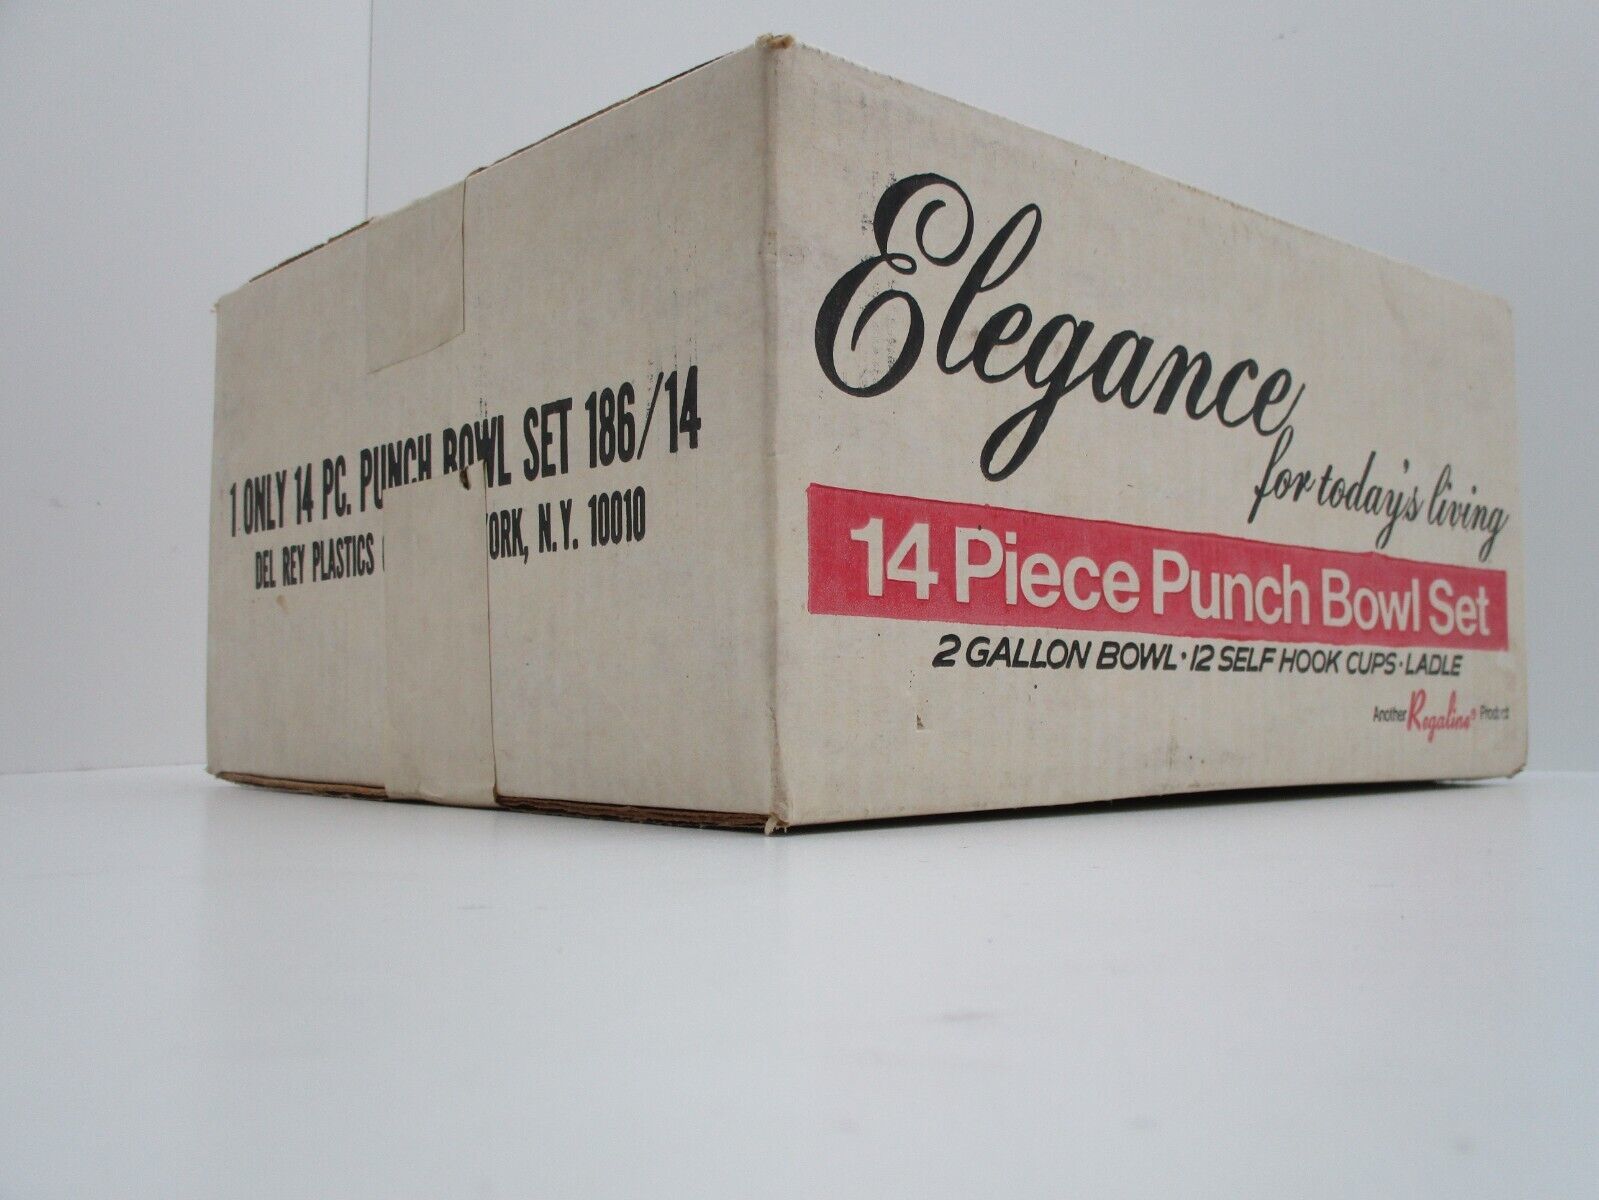 1 ONLY 14 PC. PUNCH BOWL SET 186/14
DEL REY PLASTICS N.Y. 10010
Elegance
for today's living
14 Piece Punch Bowl Set
2 GALLON BOWL · 12 SELF HOOK CUPS · LADLE
Another Regaline® Product